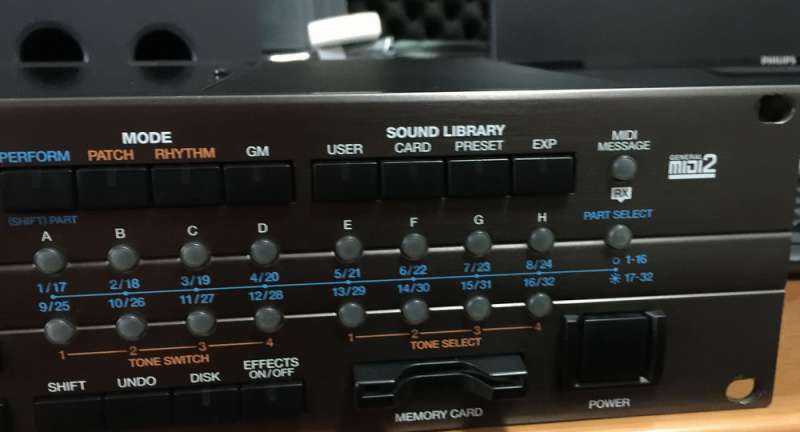 PHILIPS
MODE
PERFORM PATCH RHYTHM GM
SOUND LIBRARY
USER CARD PRESET EXP
MIDI
MESSAGE
GENERAL
MIDI2
RX
(SHIFT) PART
PART SELECT
A B C D E F G H
1/17 2/18 3/19 4/20 5/21 6/22 7/23 8/24 1-16
9/25 10/26 11/27 12/28 13/29 14/30 15/31 16/32 17-32
1 2 3 4 1 2 3 4
TONE SWITCH TONE SELECT
SHIFT UNDO DISK EFFECTS
ON/OFF
MEMORY CARD
POWER